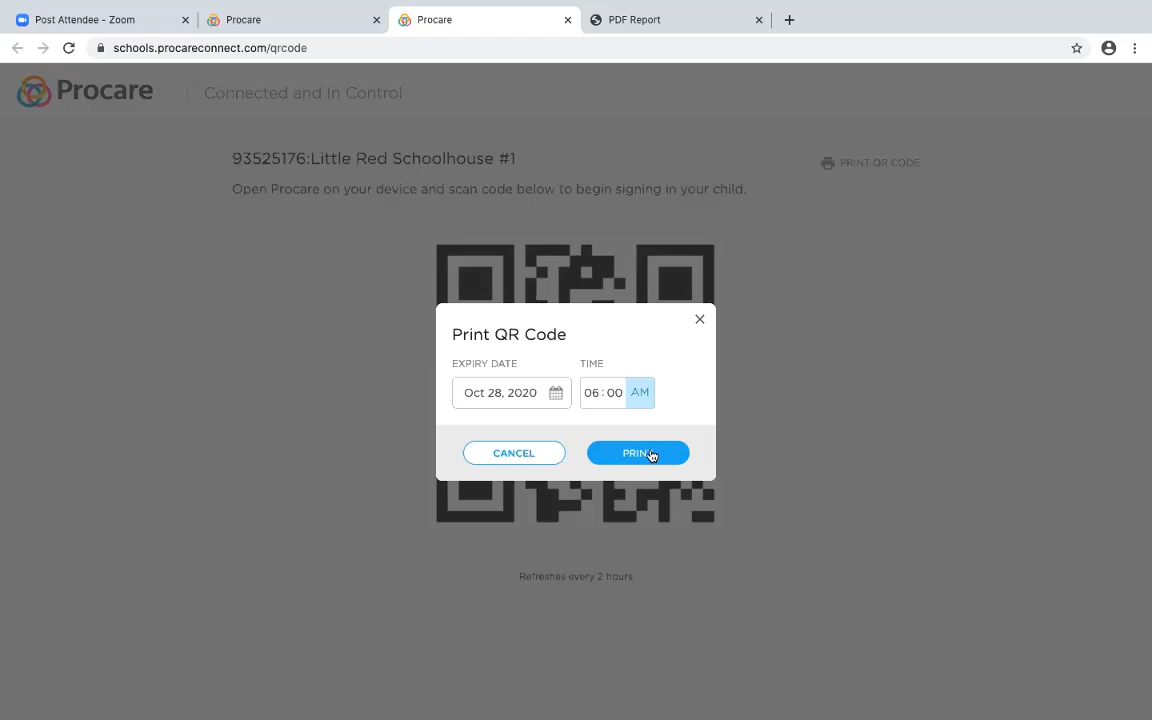 Post Attendee - Zoom
Procare
Procare
PDF Report
schools.procareconnect.com/qrcode
Procare
Connected and In Control
93525176:Little Red Schoolhouse #1
PRINT QR CODE
Open Procare on your device and scan code below to begin signing in your child.
Print QR Code
EXPIRY DATE
TIME
Oct 28, 2020
06:00
AM
CANCEL
PRINT
Refreshes every 2 hours